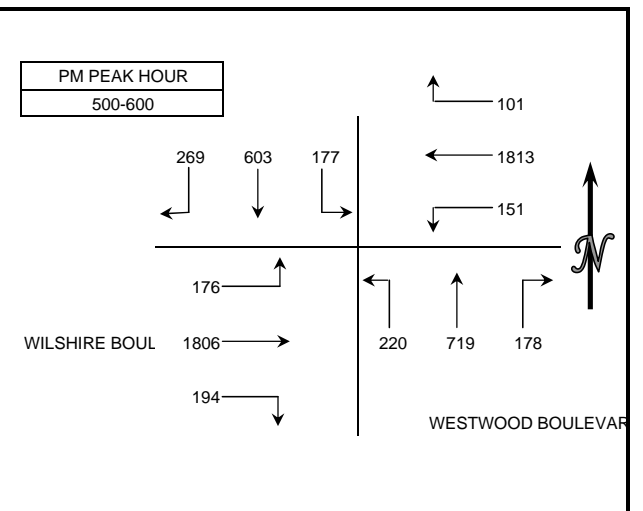 PM PEAK HOUR
500-600
101
269 603 177
1813
151
N
176
WILSHIRE BOUL 1806
220 719 178
194
WESTWOOD BOULEVAR